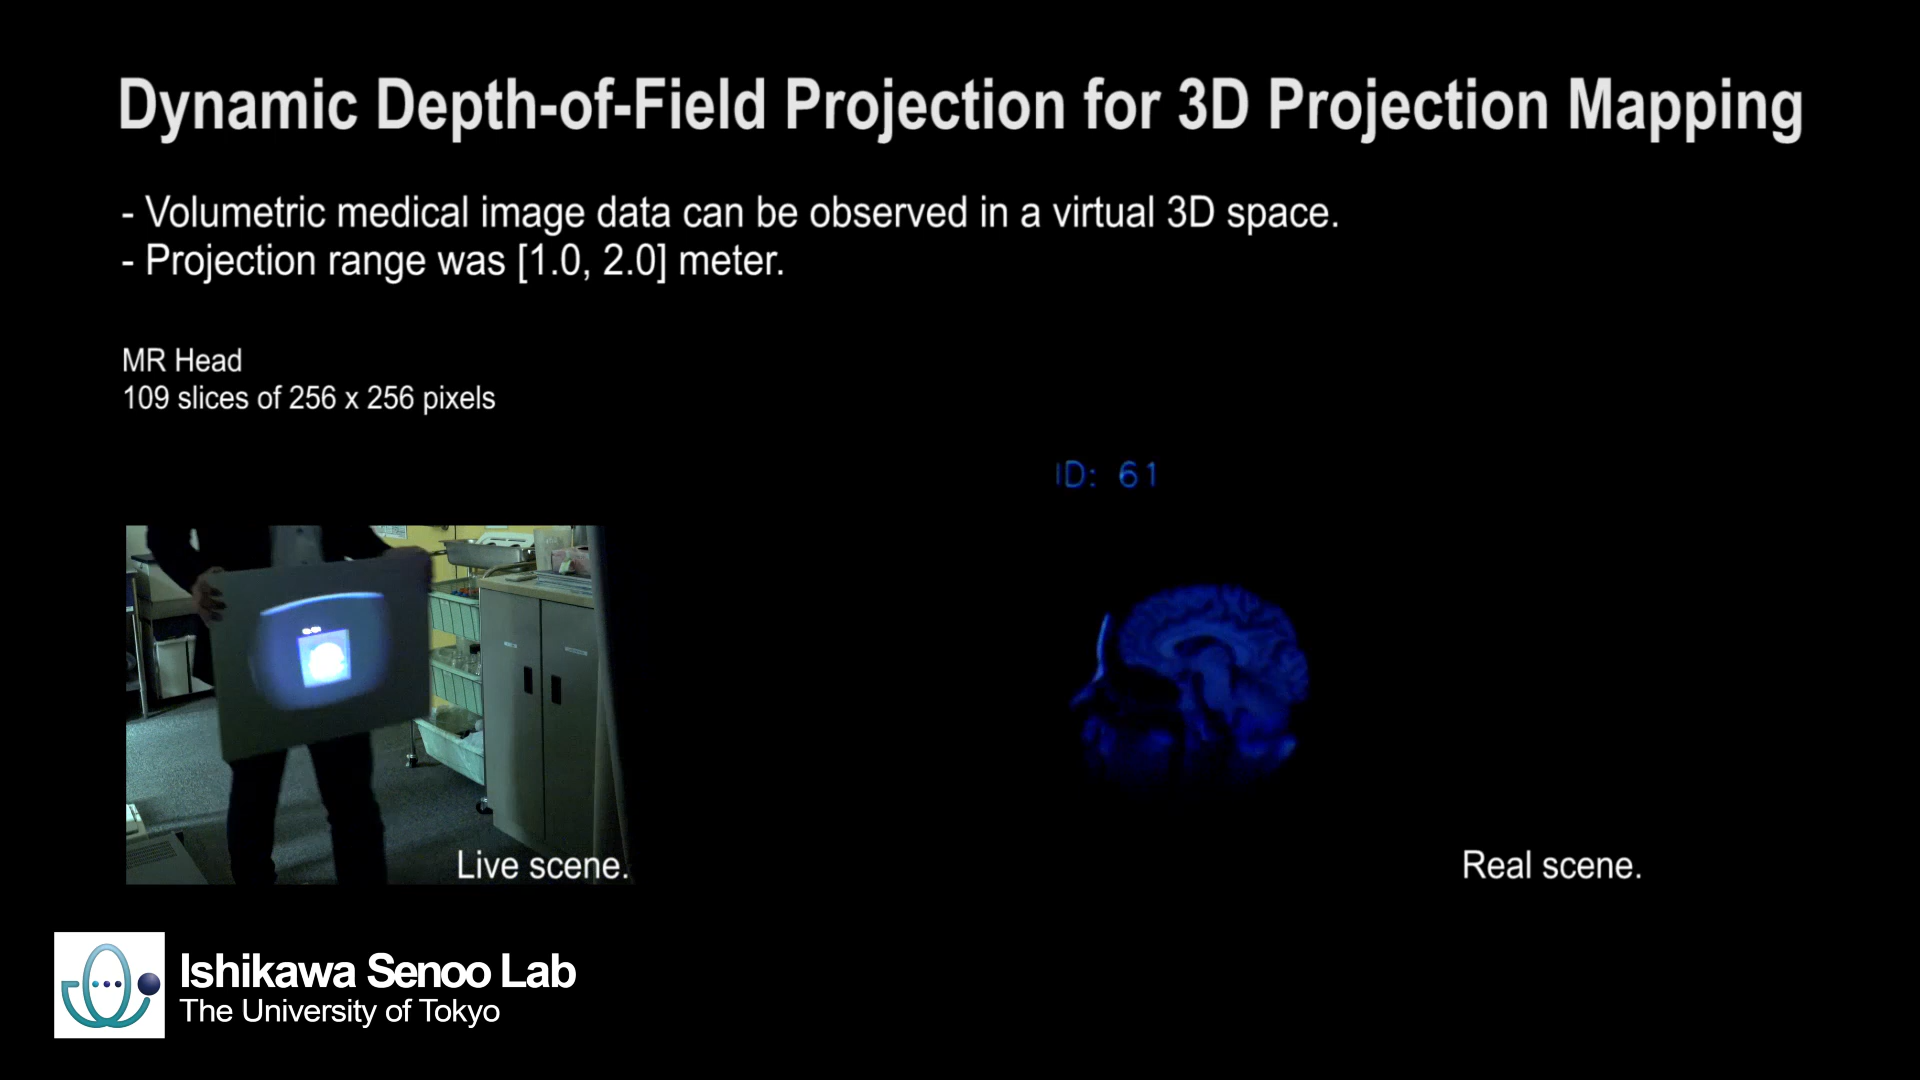 Dynamic Depth-of-Field Projection for 3D Projection Mapping
- Volumetric medical image data can be observed in a virtual 3D space.
- Projection range was [1.0, 2.0] meter.
MR Head
109 slices of 256 x 256 pixels
ID: 61
Live scene.
Real scene.
Ishikawa Senoo Lab
The University of Tokyo